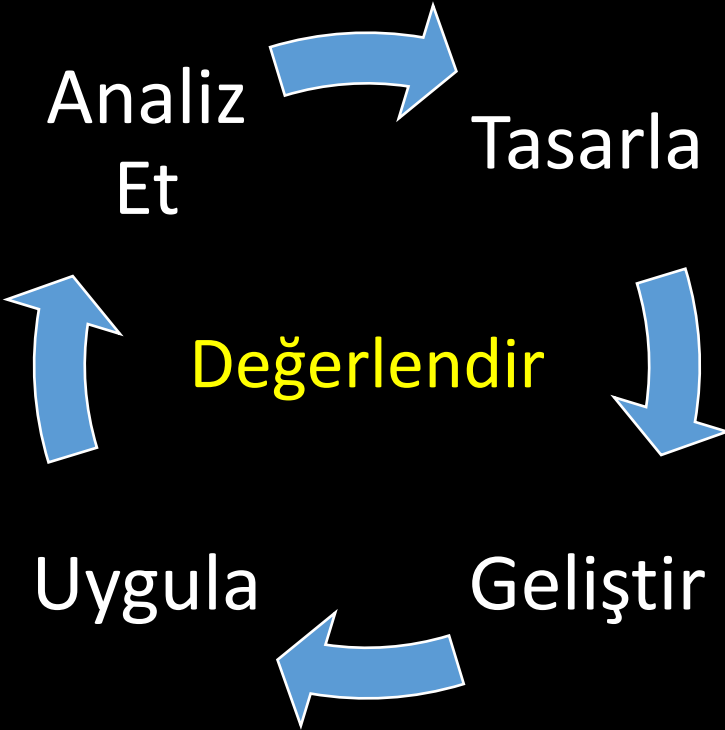 Analiz
Et
Tasarla
Değerlendir
Uygula
Geliştir